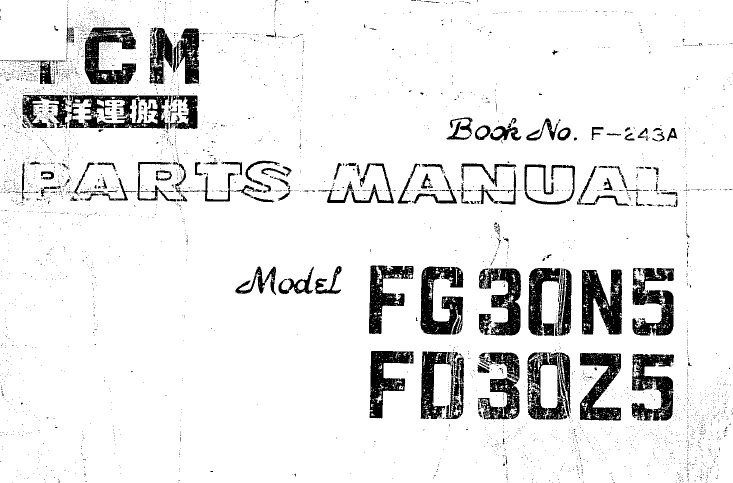 TCM
東洋運搬機
Book No. F-243A
PARTS MANUAL
Model FG30N5
FD30Z5